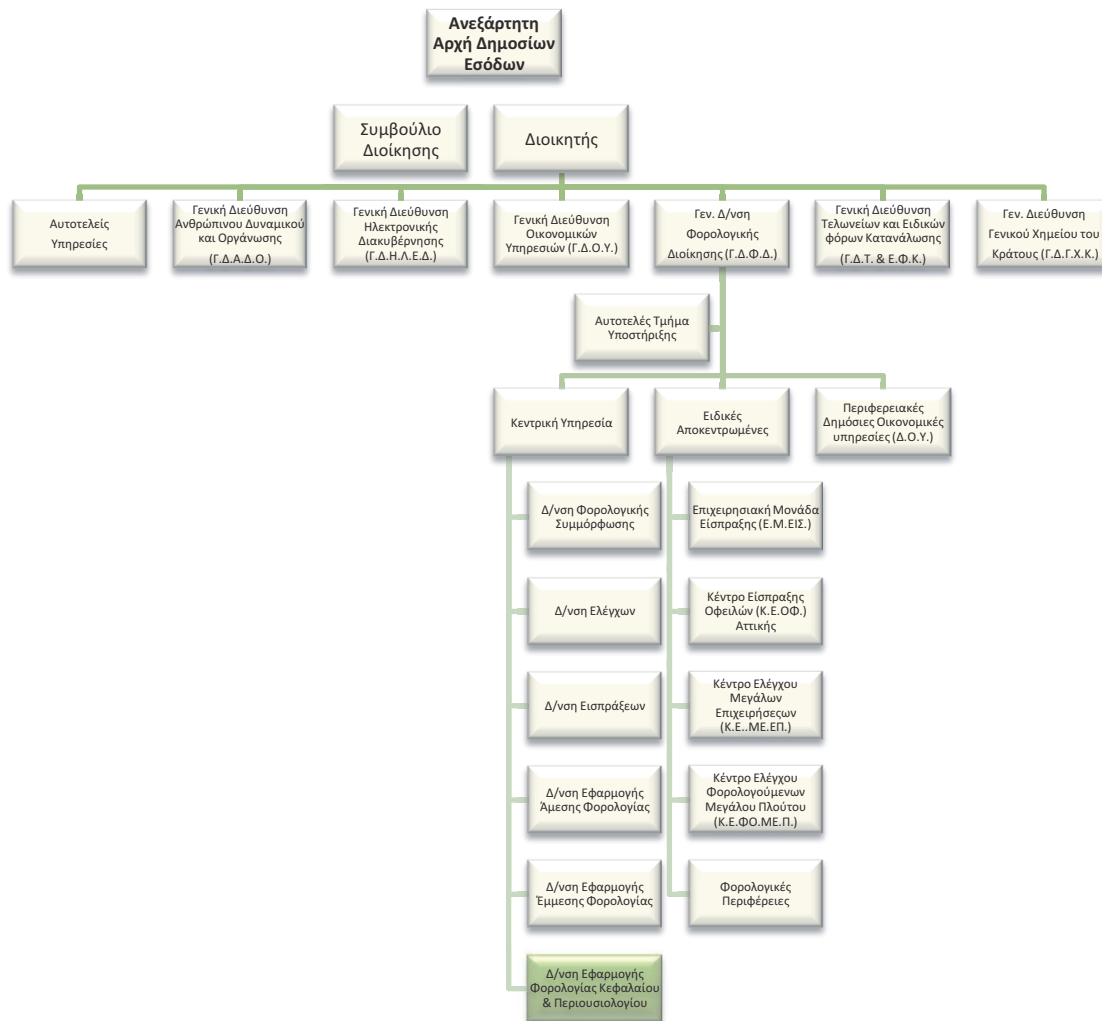 Ανεξάρτητη
Αρχή Δημοσίων
Εσόδων
Συμβούλιο
Διοίκησης
Διοικητής
Αυτοτελείς
Υπηρεσίες
Γενική Διεύθυνση
Ανθρώπινου Δυναμικού
και Οργάνωσης
(Γ.Δ.Α.Δ.Ο.)
Γενική Διεύθυνση
Ηλεκτρονικής
Διακυβέρνησης
(Γ.Δ.Η.Λ.Ε.Δ.)
Γενική Διεύθυνση
Οικονομικών
Υπηρεσιών (Γ.Δ.Ο.Υ.)
Γεν. Δ/νση
Φορολογικής
Διοίκησης (Γ.Δ.Φ.Δ.)
Γενική Διεύθυνση
Τελωνείων και Ειδικών
φόρων Κατανάλωσης
(Γ.Δ.Τ. & Ε.Φ.Κ.)
Γεν. Διεύθυνση
Γενικού Χημείου του
Κράτους (Γ.Δ.Γ.Χ.Κ.)
Αυτοτελές Τμήμα
Υποστήριξης
Κεντρική Υπηρεσία
Ειδικές
Αποκεντρωμένες
Περιφερειακές
Δημόσιες Οικονομικές
υπηρεσίες (Δ.Ο.Υ.)
Δ/νση Φορολογικής
Συμμόρφωσης
Δ/νση Ελέγχων
Δ/νση Εισπράξεων
Δ/νση Εφαρμογής
Άμεσης Φορολογίας
Δ/νση Εφαρμογής
Έμμεσης Φορολογίας
Δ/νση Εφαρμογής
Φορολογίας Κεφαλαίου
& Περιουσιολογίου
Επιχειρησιακή Μονάδα
Είσπραξης (Ε.Μ.ΕΙΣ.)
Κέντρο Είσπραξης
Οφειλών (Κ.Ε.ΟΦ.)
Αττικής
Κέντρο Ελέγχου
Μεγάλων
Επιχειρήσεςων
(Κ.Ε..ΜΕ.ΕΠ.)
Κέντρο Ελέγχου
Φορολογούμενων
Μεγάλου Πλούτου
(Κ.Ε.ΦΟ.ΜΕ.Π.)
Φορολογικές
Περιφέρειες